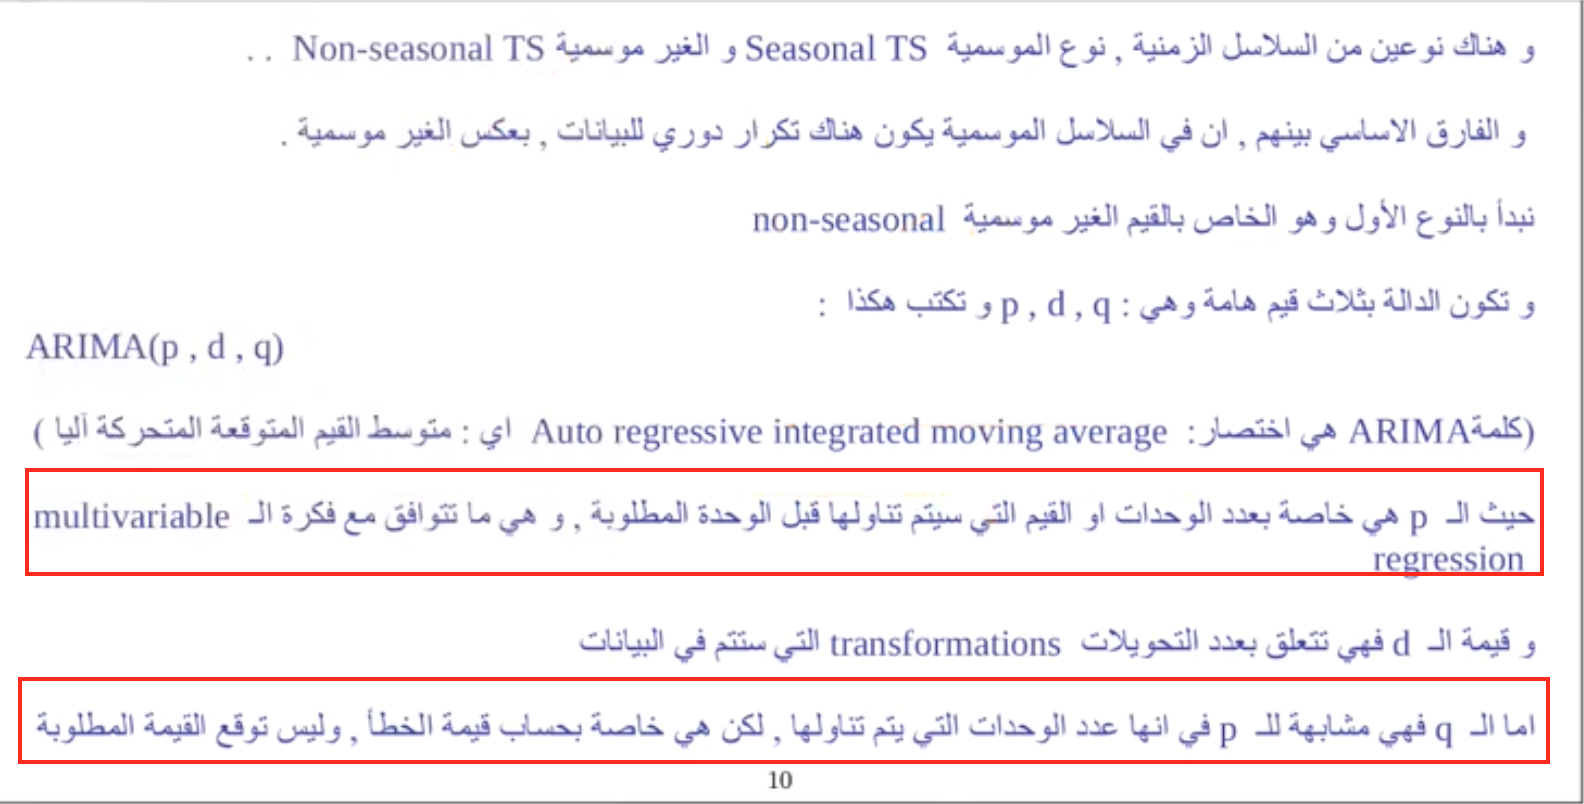 و هناك نوعين من السلاسل الزمنية , نوع الموسمية Seasonal TS و الغير موسمية Non-seasonal TS . .
و الفارق الاساسي بينهم , ان في السلاسل الموسمية يكون هناك تكرار دوري للبيانات , بعكس الغير موسمية .
نبدأ بالنوع الأول و هو الخاص بالقيم الغير موسمية non-seasonal
و تكون الدالة بثلاث قيم هامة و هي : p , d , q و تكتب هكذا :
ARIMA(p , d , q)
(كلمة ARIMA هي اختصار : Auto regressive integrated moving average اي : متوسط القيم المتوقعة المتحركة آليا )
حيث الـ p هي خاصة بعدد الوحدات او القيم التي سيتم تناولها قبل الوحدة المطلوبة , و هي ما تتوافق مع فكرة الـ multivariable
regression
و قيمة الـ d فهي تتعلق بعدد التحويلات transformations التي ستتم في البيانات
اما الـ q فهي مشابهة للـ p في انها عدد الوحدات التي يتم تناولها , لكن هي خاصة بحساب قيمة الخطأ , وليس توقع القيمة المطلوبة
10